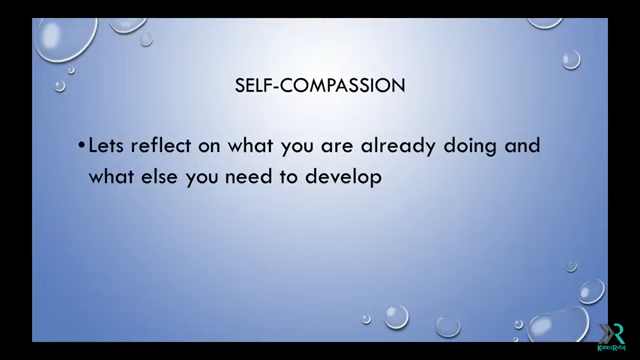 SELF-COMPASSION
•Lets reflect on what you are already doing and
what else you need to develop